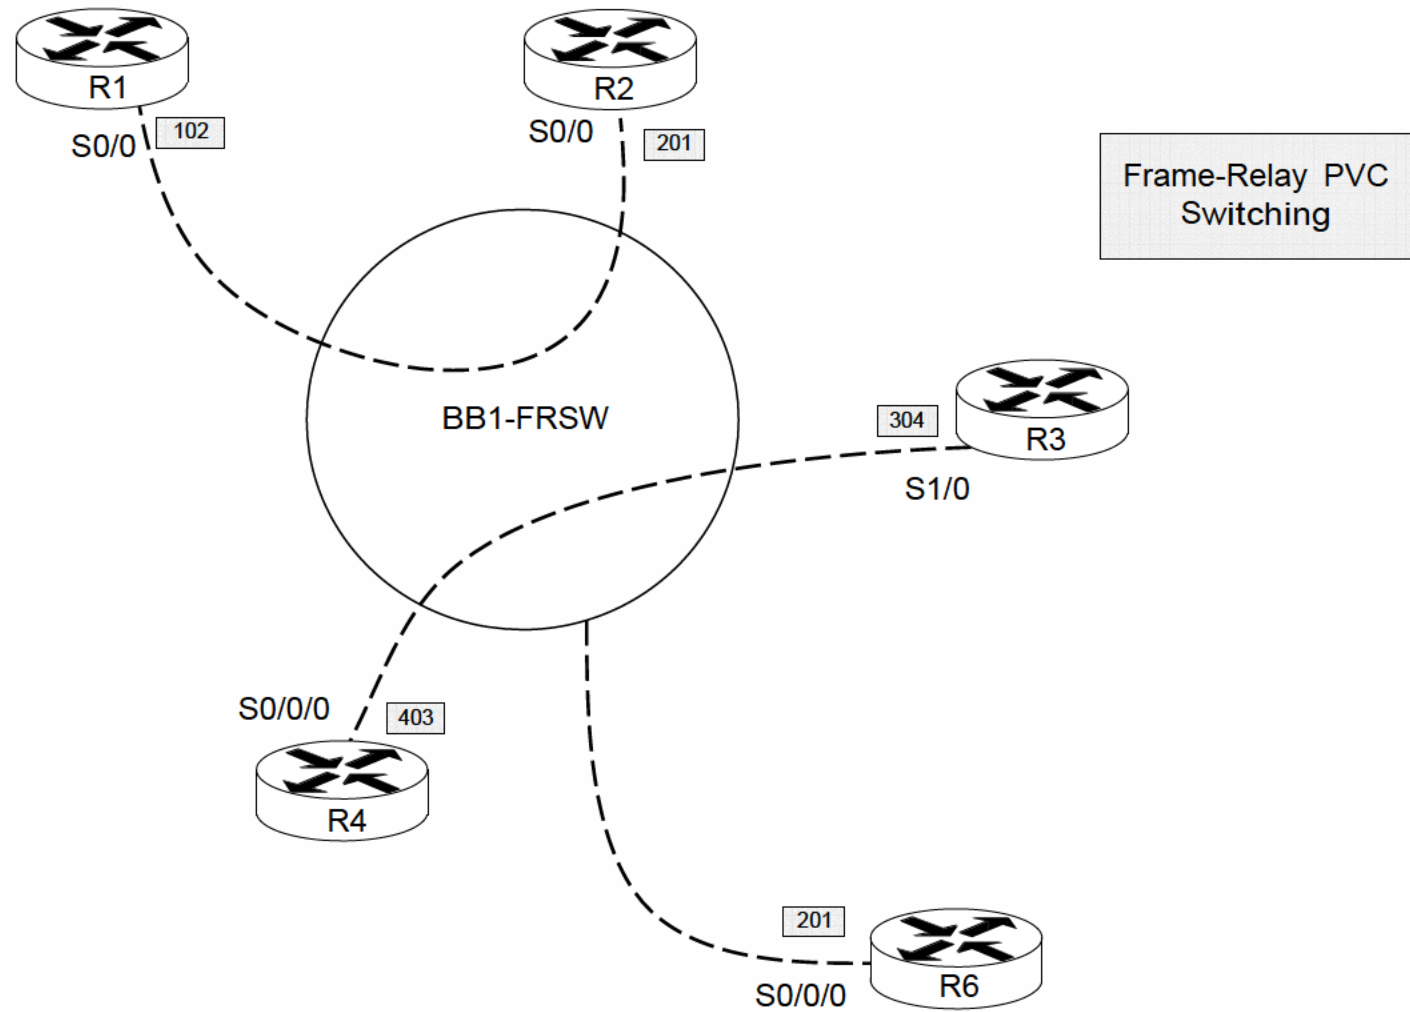 R1
R2
S0/0
102
S0/0
201
Frame-Relay PVC
Switching
BB1-FRSW
304
R3
S1/0
S0/0/0
403
R4
201
S0/0/0
R6